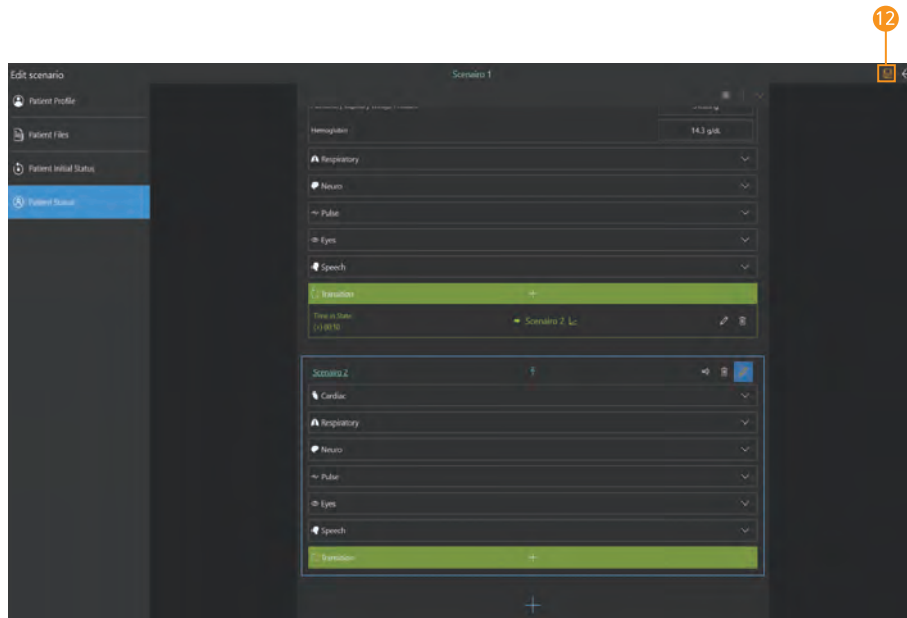 12
Edit scenario
Scenairo 1
Patient Profile
Patient Files
Patient Initial Status
Patient Status
Hemoglobin
14.3 g/dL
Respiratory
Neuro
Pulse
Eyes
Speech
Transition
Time in State:
(>) 00:10
Scenairo 2
Scenairo 2
Cardiac
Respiratory
Neuro
Pulse
Eyes
Speech
Transition